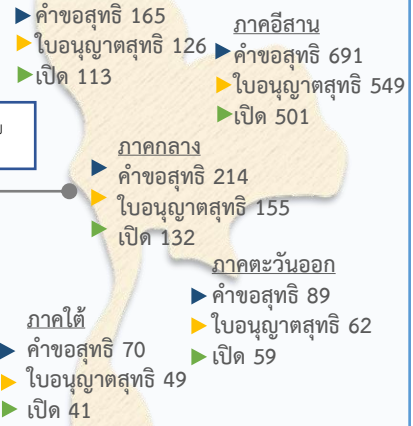 คำขอสุทธิ 165
ใบอนุญาตสุทธิ 126
เปิด 113
ภาคอีสาน
คำขอสุทธิ 691
ใบอนุญาตสุทธิ 549
เปิด 501
ภาคกลาง
คำขอสุทธิ 214
ใบอนุญาตสุทธิ 155
เปิด 132
ภาคตะวันออก
คำขอสุทธิ 89
ใบอนุญาตสุทธิ 62
เปิด 59
ภาคใต้
คำขอสุทธิ 70
ใบอนุญาตสุทธิ 49
เปิด 41